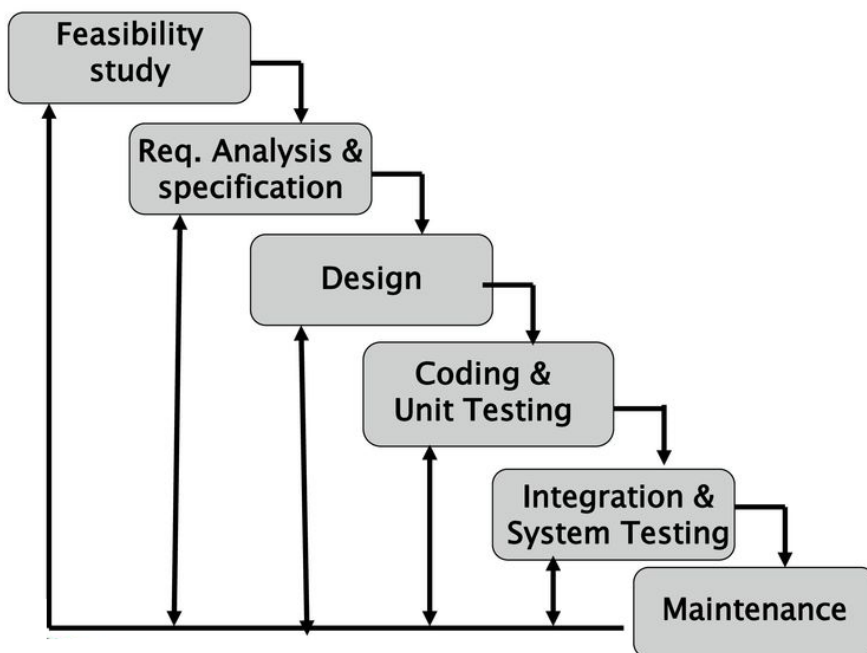 Feasibility
study
Req. Analysis &
specification
Design
Coding &
Unit Testing
Integration &
System Testing
Maintenance